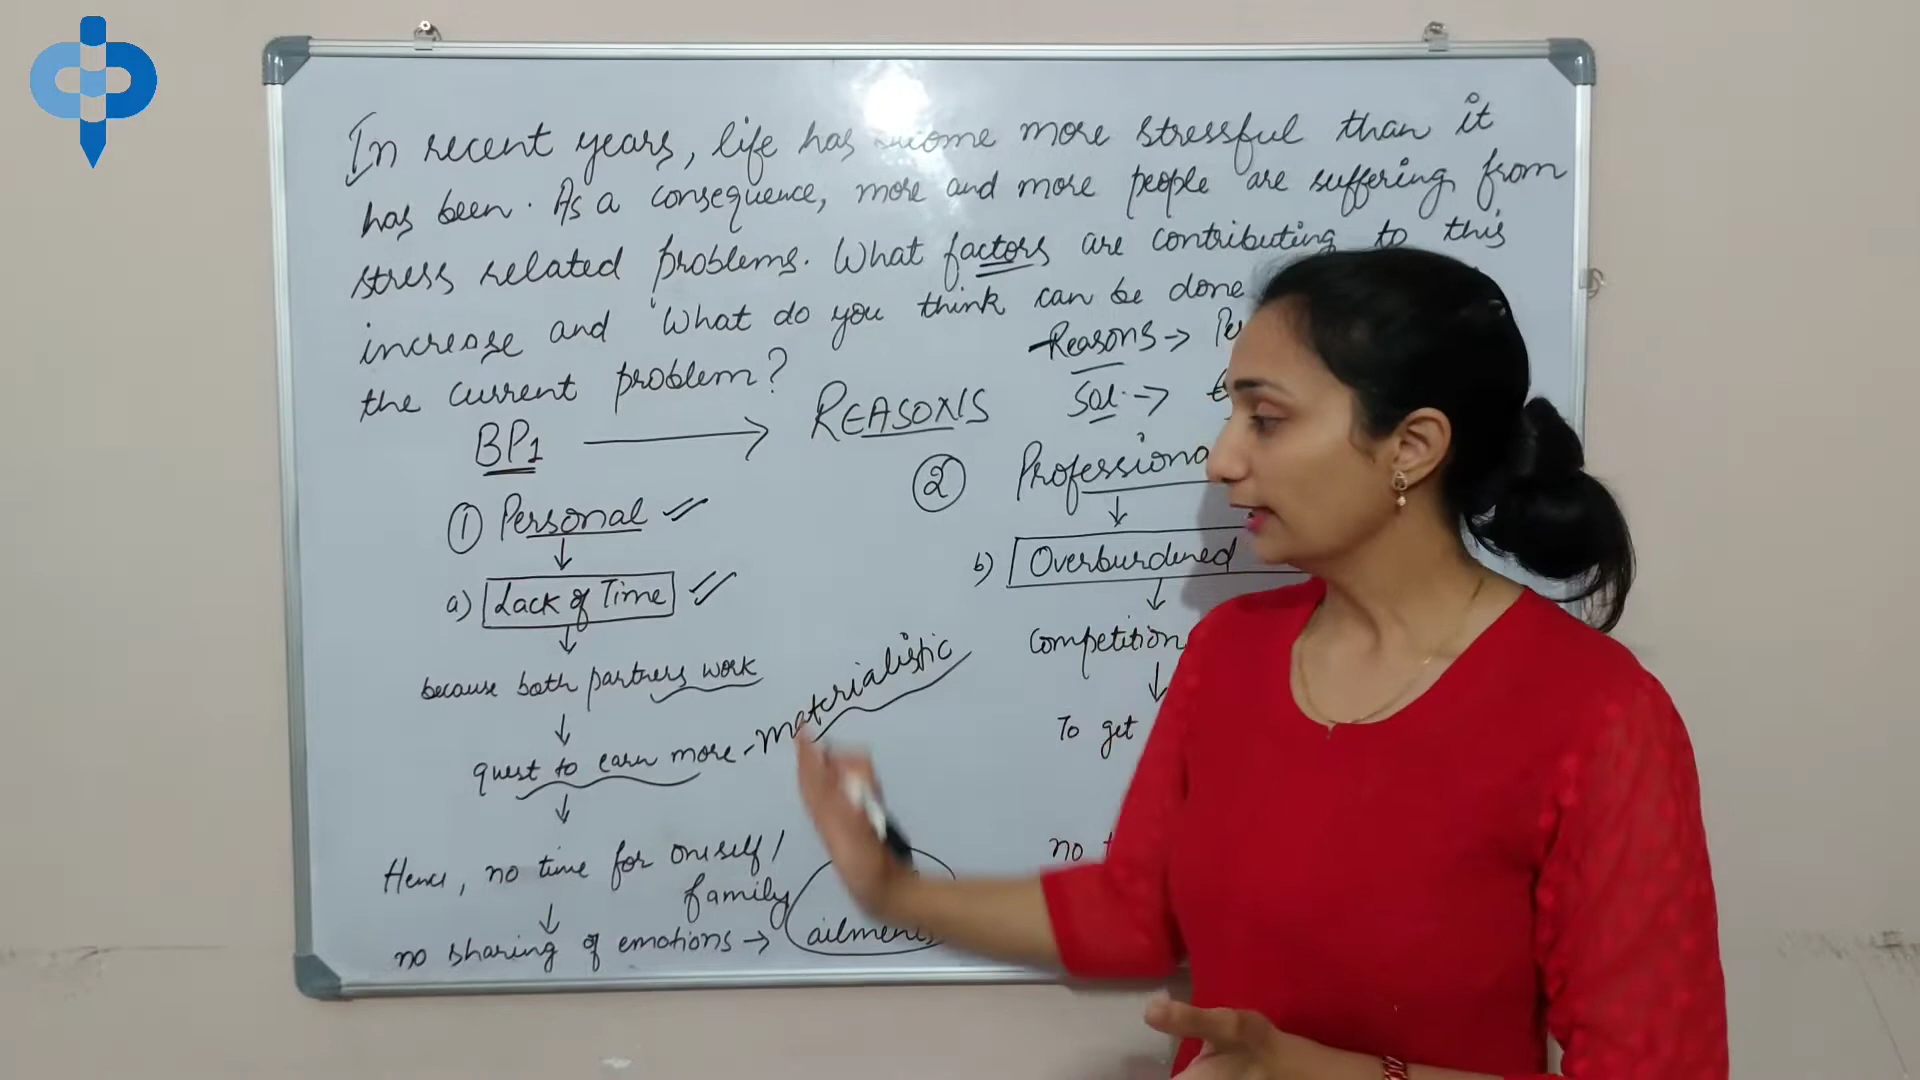 In recent years, life has become more stressful than it
has been. As a consequence, more and more people are suffering from
stress related problems. What factors are contributing to this
increase and What do you think can be done
the current problem?
Reasons →
Sol. →
BP1 → REASONS
① Personal
② Professional
a) Lack of Time
b) Overburdened
because both partners work
Competition
quest to earn more - materialistic
To get
Hence, no time for oneself /
family
no
no sharing of emotions → ailments